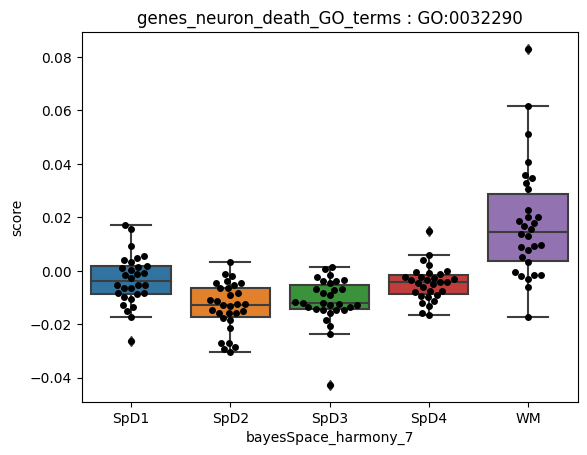 genes_neuron_death_GO_terms : GO:0032290
0.08
0.06
0.04
0.02
0.00
−0.02
−0.04
score
SpD1 SpD2 SpD3 SpD4 WM
bayesSpace_harmony_7